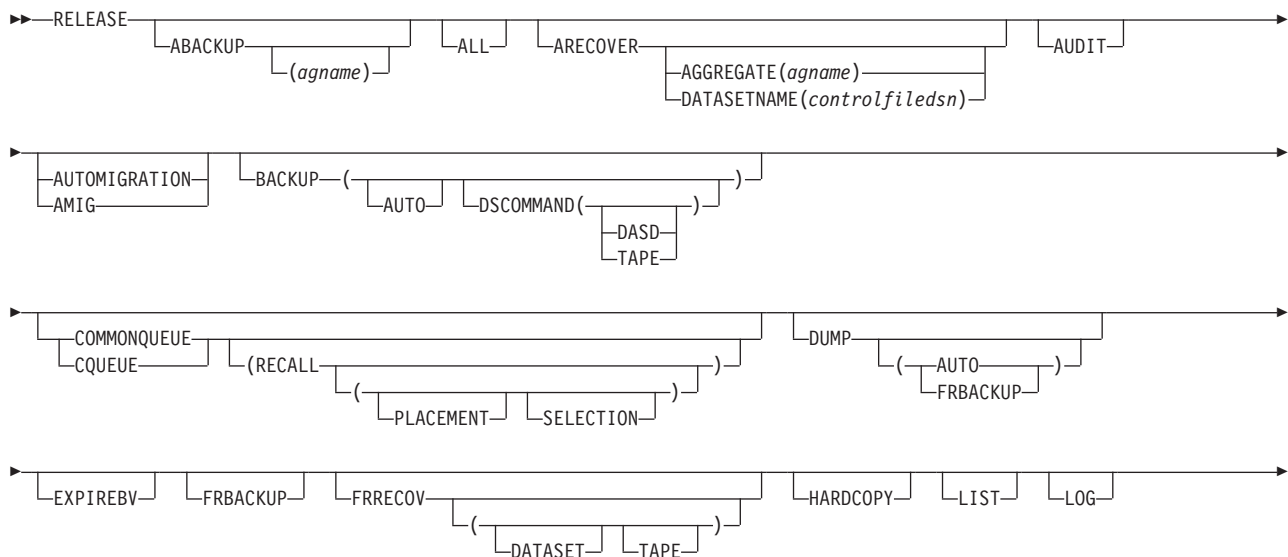 RELEASE
ABACKUP
(agname)
ALL
ARECOVER
AGGREGATE(agname)
DATASETNAME(controlfiledsn)
AUDIT
AUTOMIGRATION
AMIG
BACKUP ( )
AUTO
DSCOMMAND( )
DASD
TAPE
COMMONQUEUE
CQUEUE
(RECALL )
( )
PLACEMENT
SELECTION
DUMP
( AUTO )
FRBACKUP
EXPIREBV
FRBACKUP
FRRECOV
( )
DATASET
TAPE
HARDCOPY
LIST
LOG